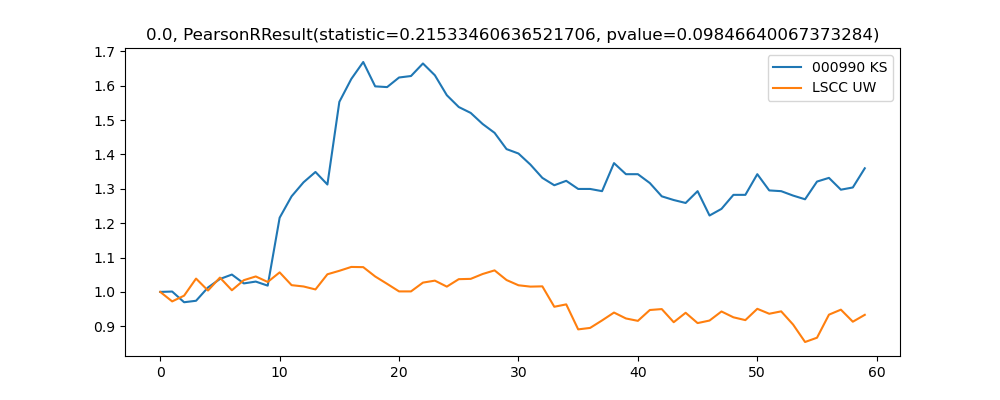 0.0, PearsonRResult(statistic=0.21533460636521706, pvalue=0.09846640067373284)
1.7
1.6
1.5
1.4
1.3
1.2
1.1
1.0
0.9
000990 KS
LSCC UW
0 10 20 30 40 50 60